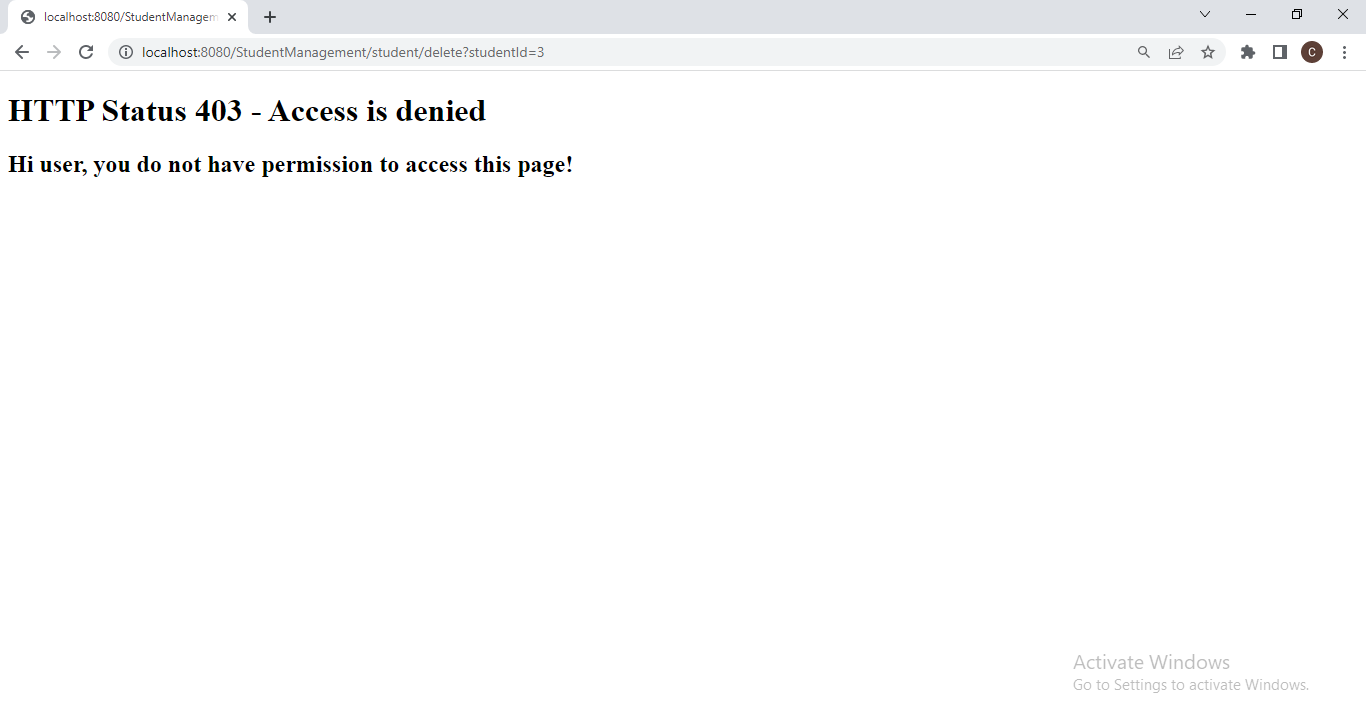 localhost:8080/StudentManagem
localhost:8080/StudentManagement/student/delete?studentId=3
C
HTTP Status 403 - Access is denied
Hi user, you do not have permission to access this page!
Activate Windows
Go to Settings to activate Windows.